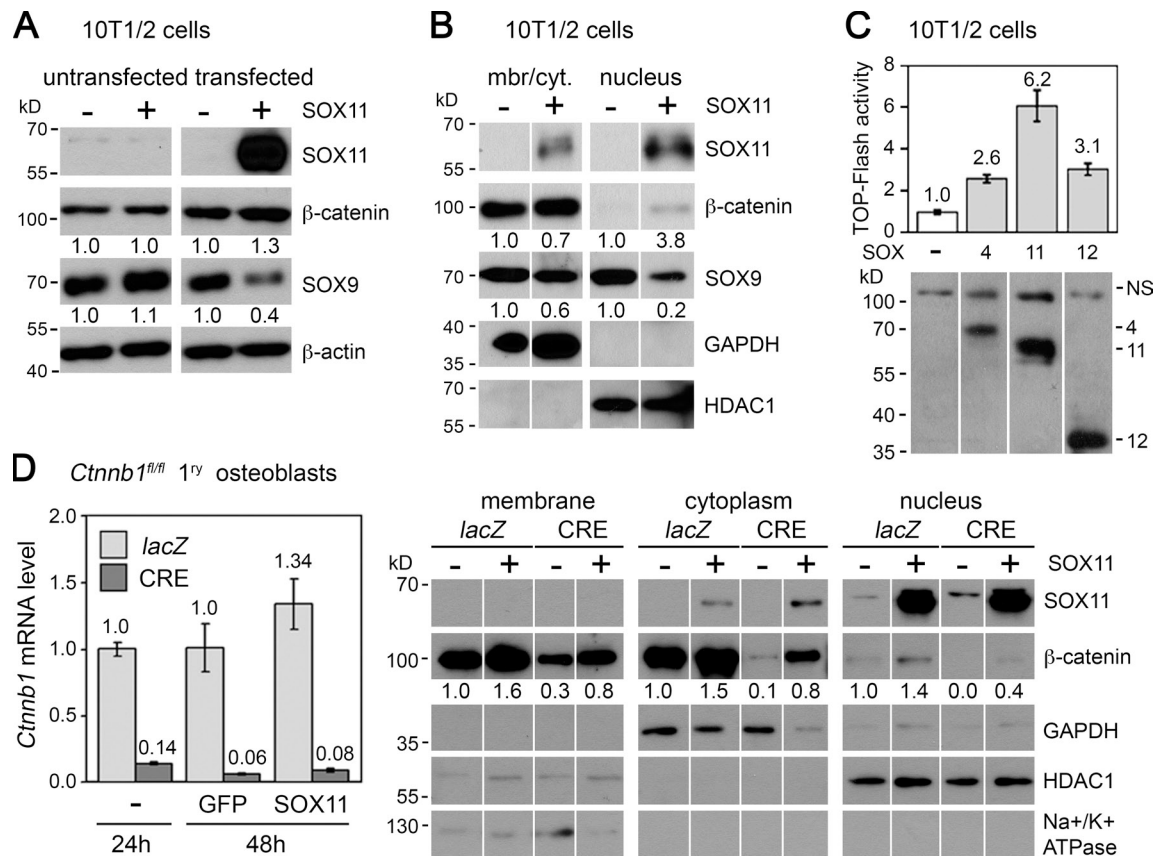 A 10T1/2 cells
untransfected transfected
kD - + - + SOX11
70
SOX11
55
β-catenin
100
1.0 1.0 1.0 1.3
70 SOX9
1.0 1.1 1.0 0.4
55
β-actin
40
B 10T1/2 cells
mbr/cyt. nucleus
kD - + - + SOX11
70
SOX11
55
100 β-catenin
1.0 0.7 1.0 3.8
70 SOX9
1.0 0.6 1.0 0.2
40
GAPDH
35
70
HDAC1
55
C 10T1/2 cells
TOP-Flash activity
8
6
4
2
0
1.0 2.6 6.2 3.1
SOX - 4 11 12
kD
100
70
55
40
35
NS
4
11
12
D Ctnnb1fl/fl 1ry osteoblasts
Ctnnb1 mRNA level
2.0
1.5
1.0
0.5
0.0
lacZ
CRE
1.0 0.14 1.0 0.06 1.34 0.08
- GFP SOX11
24h 48h
membrane cytoplasm nucleus
lacZ CRE lacZ CRE lacZ CRE
kD - + - + - + - + - + - + SOX11
70
SOX11
100 β-catenin
1.0 1.6 0.3 0.8 1.0 1.5 0.1 0.8 1.0 1.4 0.0 0.4
GAPDH
35
HDAC1
55
130 Na+/K+
ATPase